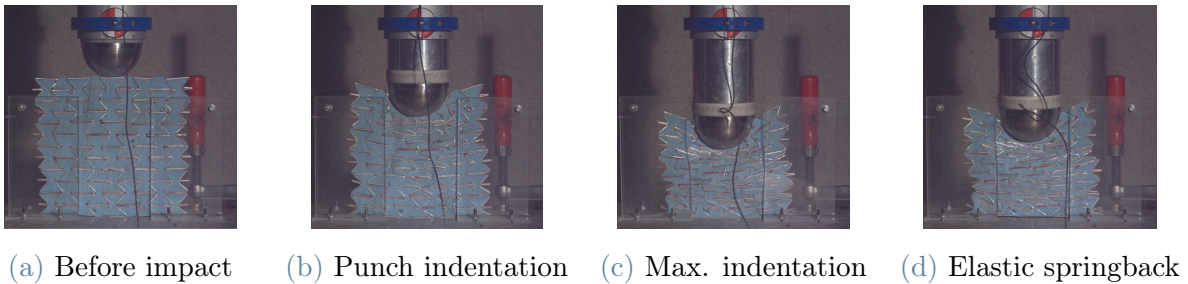 (a) Before impact
(b) Punch indentation
(c) Max. indentation
(d) Elastic springback